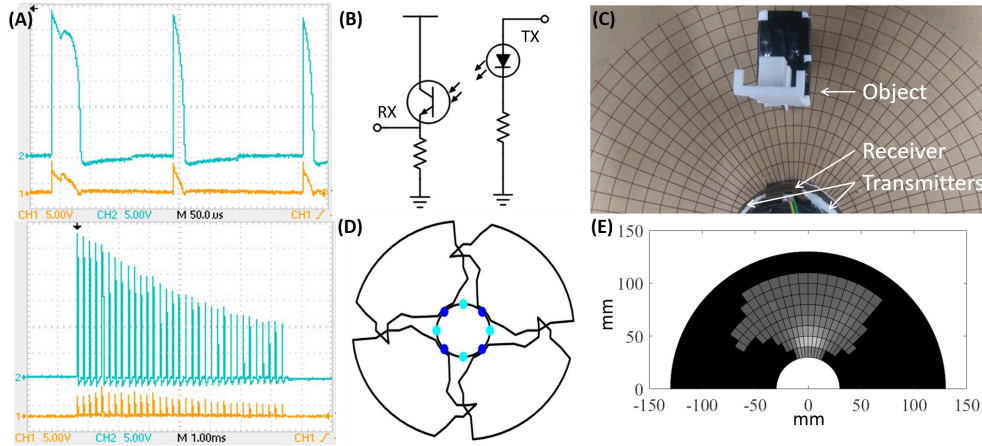 (A)
2
1
CH1 5.00V CH2 5.00V M 50.0 us CH1
2
1
CH1 5.00V CH2 5.00V M 1.00ms CH1
(B)
TX
RX
(C)
Object
Receiver
Transmitters
(D)
(E)
150
100
mm
50
0
-150 -100 -50 0 50 100 150
mm